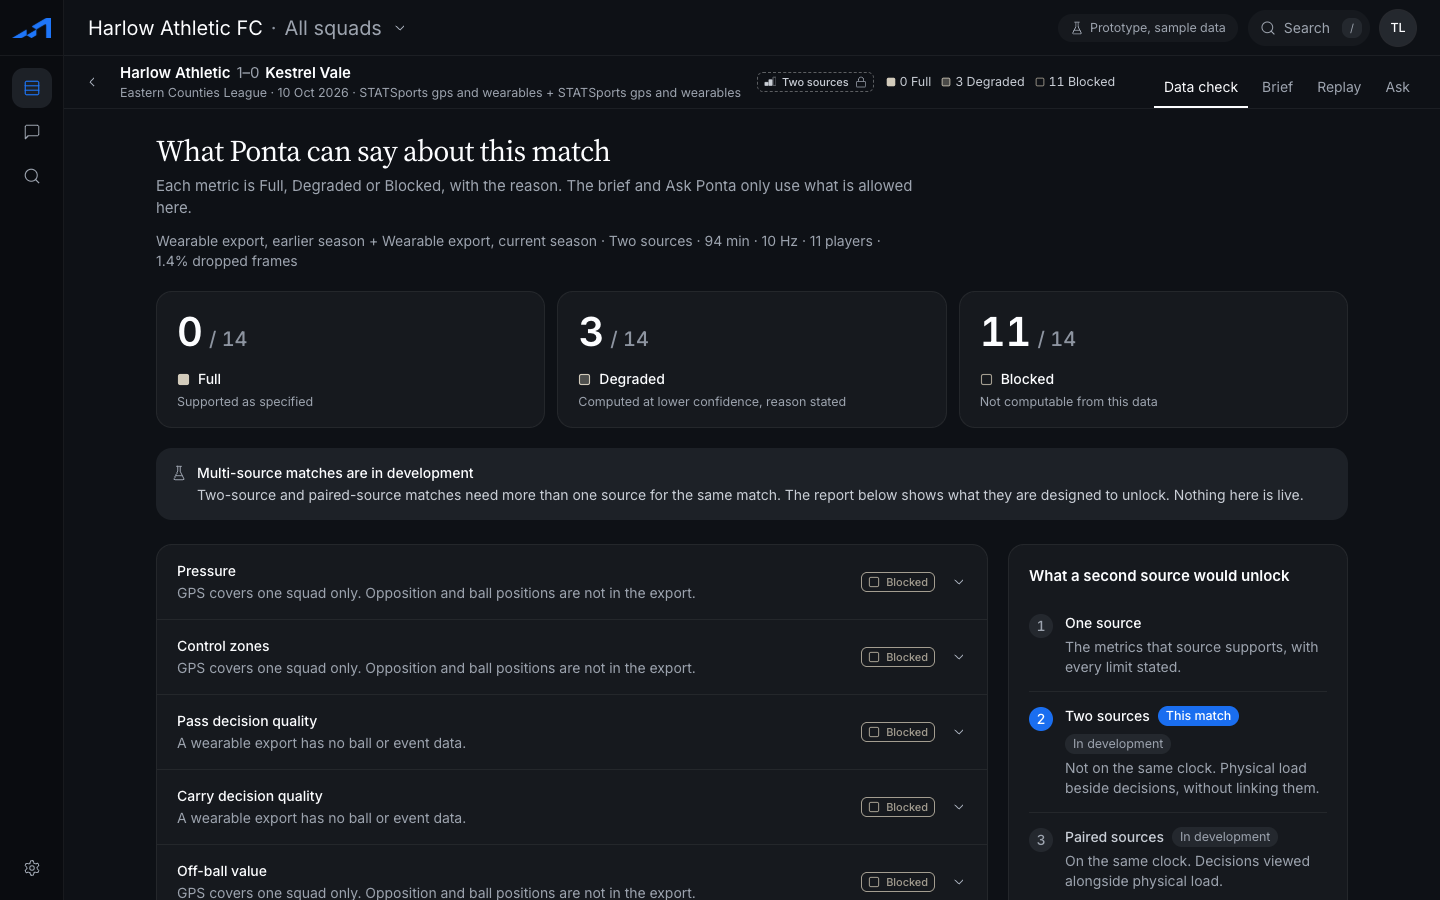 Harlow Athletic FC · All squads
Prototype, sample data
Search /
TL
Harlow Athletic 1–0 Kestrel Vale
Eastern Counties League · 10 Oct 2026 · STATSports gps and wearables + STATSports gps and wearables
Two sources
0 Full
3 Degraded
11 Blocked
Data check
Brief
Replay
Ask
What Ponta can say about this match
Each metric is Full, Degraded or Blocked, with the reason. The brief and Ask Ponta only use what is allowed
here.
Wearable export, earlier season + Wearable export, current season · Two sources · 94 min · 10 Hz · 11 players ·
1.4% dropped frames
0 / 14
Full
Supported as specified
3 / 14
Degraded
Computed at lower confidence, reason stated
11 / 14
Blocked
Not computable from this data
Multi-source matches are in development
Two-source and paired-source matches need more than one source for the same match. The report below shows what they are designed to unlock. Nothing here is live.
Pressure
GPS covers one squad only. Opposition and ball positions are not in the export.
Blocked
Control zones
GPS covers one squad only. Opposition and ball positions are not in the export.
Blocked
Pass decision quality
A wearable export has no ball or event data.
Blocked
Carry decision quality
A wearable export has no ball or event data.
Blocked
Off-ball value
GPS covers one squad only. Opposition and ball positions are not in the export.
Blocked
What a second source would unlock
1 One source
The metrics that source supports, with
every limit stated.
2 Two sources This match
In development
Not on the same clock. Physical load
beside decisions, without linking them.
3 Paired sources In development
On the same clock. Decisions viewed
alongside physical load.